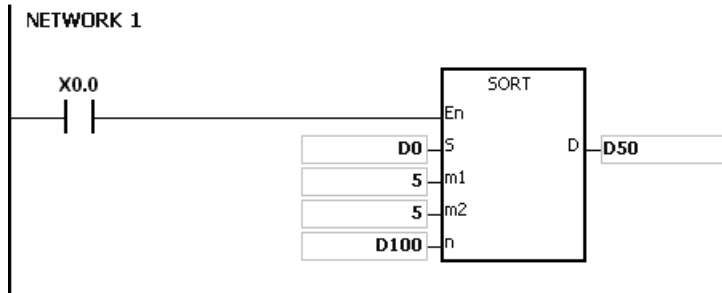 NETWORK 1
X0.0
SORT
En
D0 S D D50
5 m1
5 m2
D100 n